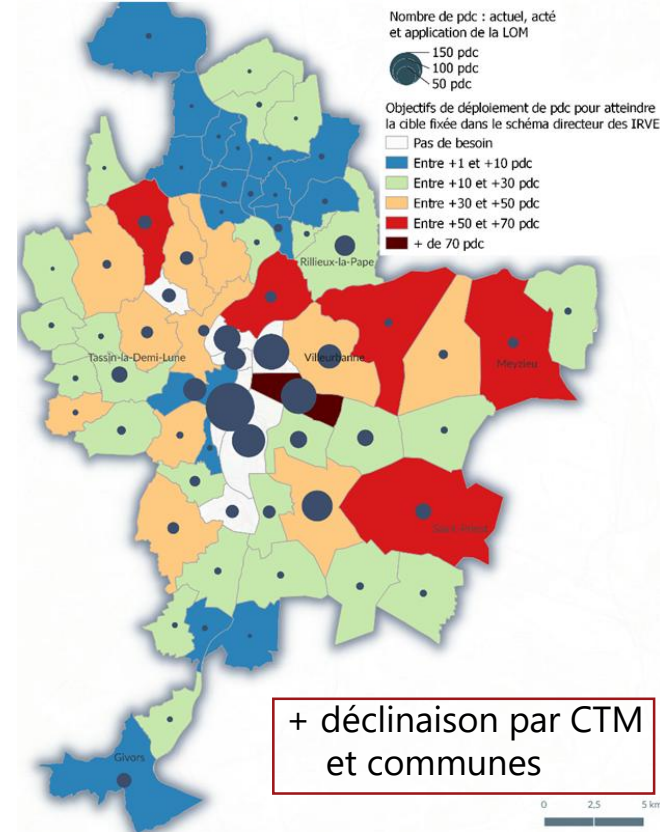 Nombre de pdc : actuel, acté
et application de la LOM
150 pdc
100 pdc
50 pdc
Objectifs de déploiement de pdc pour atteindre
la cible fixée dans le schéma directeur des IRVE
Pas de besoin
Entre +1 et +10 pdc
Entre +10 et +30 pdc
Entre +30 et +50 pdc
Entre +50 et +70 pdc
+ de 70 pdc
Rillieux-la-Pape
Tassin-la-Demi-Lune
Villeurbanne
Meyzieu
Saint-Priest
Givors
+ déclinaison par CTM
et communes
0 2,5 5 km